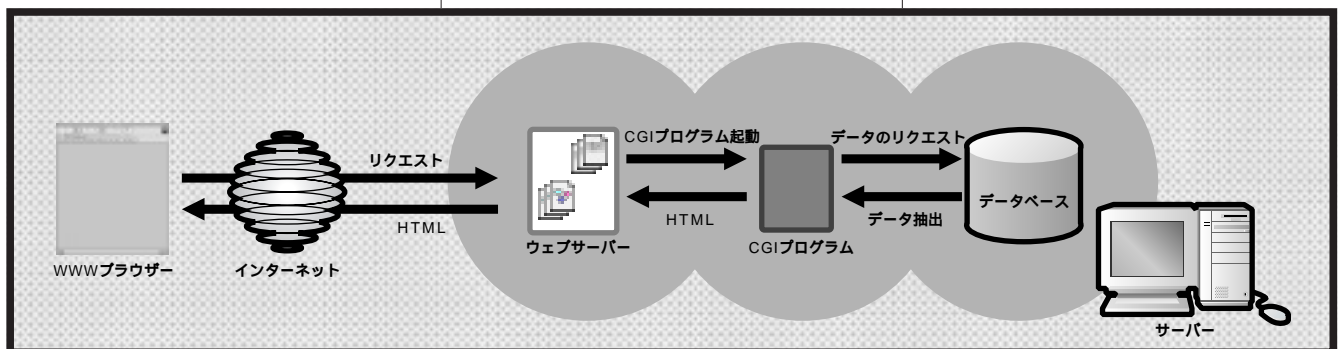 WWWブラウザー
インターネット
リクエスト
HTML
ウェブサーバー
CGIプログラム起動
HTML
CGIプログラム
データのリクエスト
データ抽出
データベース
サーバー